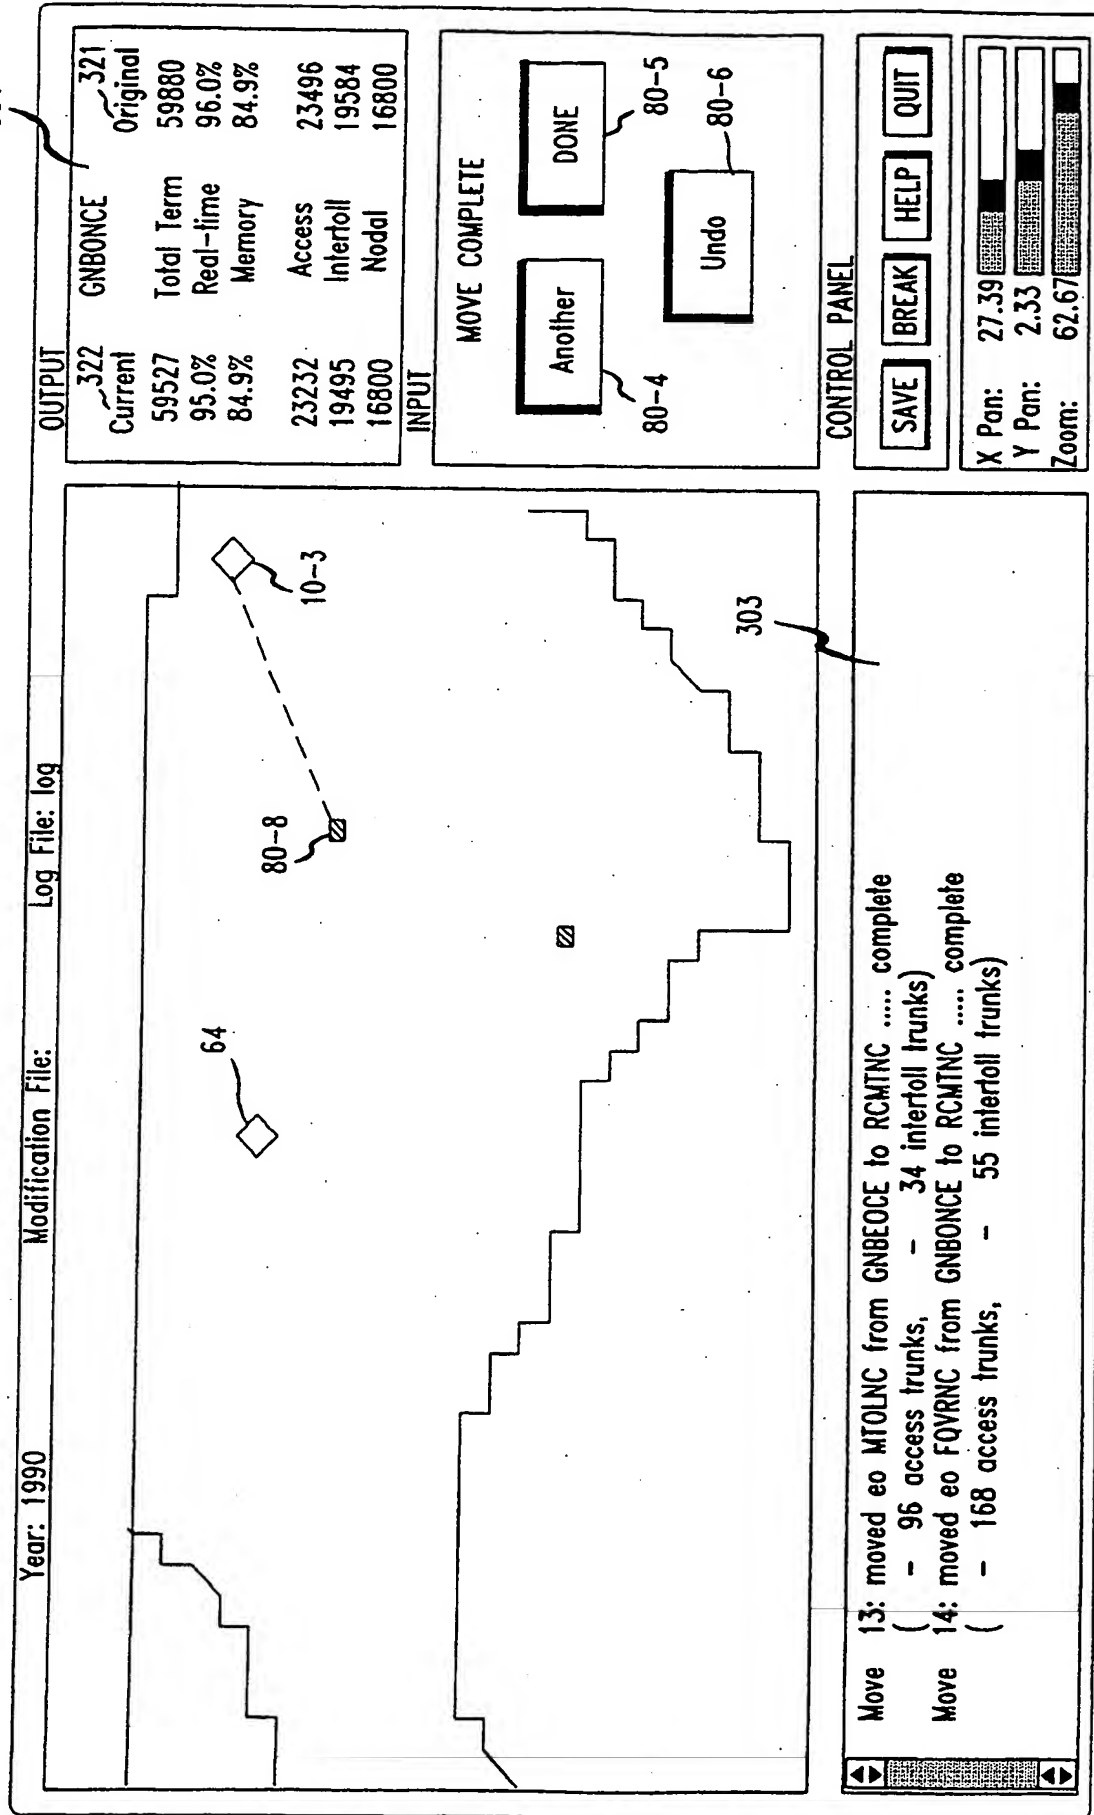 Year: 1990 Modification File: Log File: log
OUTPUT
322 GNBONCE 321
Current Original
59527 Total Term 59880
95.0% Real-time 96.0%
84.9% Memory 84.9%
23232 Access 23496
19495 Intertoll 19584
16800 Nodal 16800
INPUT
MOVE COMPLETE
Another DONE
80-4 80-5
Undo
80-6
CONTROL PANEL
SAVE BREAK HELP QUIT
X Pan: 27.39
Y Pan: 2.33
Zoom: 62.67
64
80-8
10-3
303
Move 13: moved eo MTOLNC from GNBEOCE to RCMTNC ..... complete
( - 96 access trunks, - 34 intertoll trunks)
Move 14: moved eo FQVRNC from GNBONCE to RCMTNC ..... complete
( - 168 access trunks, - 55 intertoll trunks)